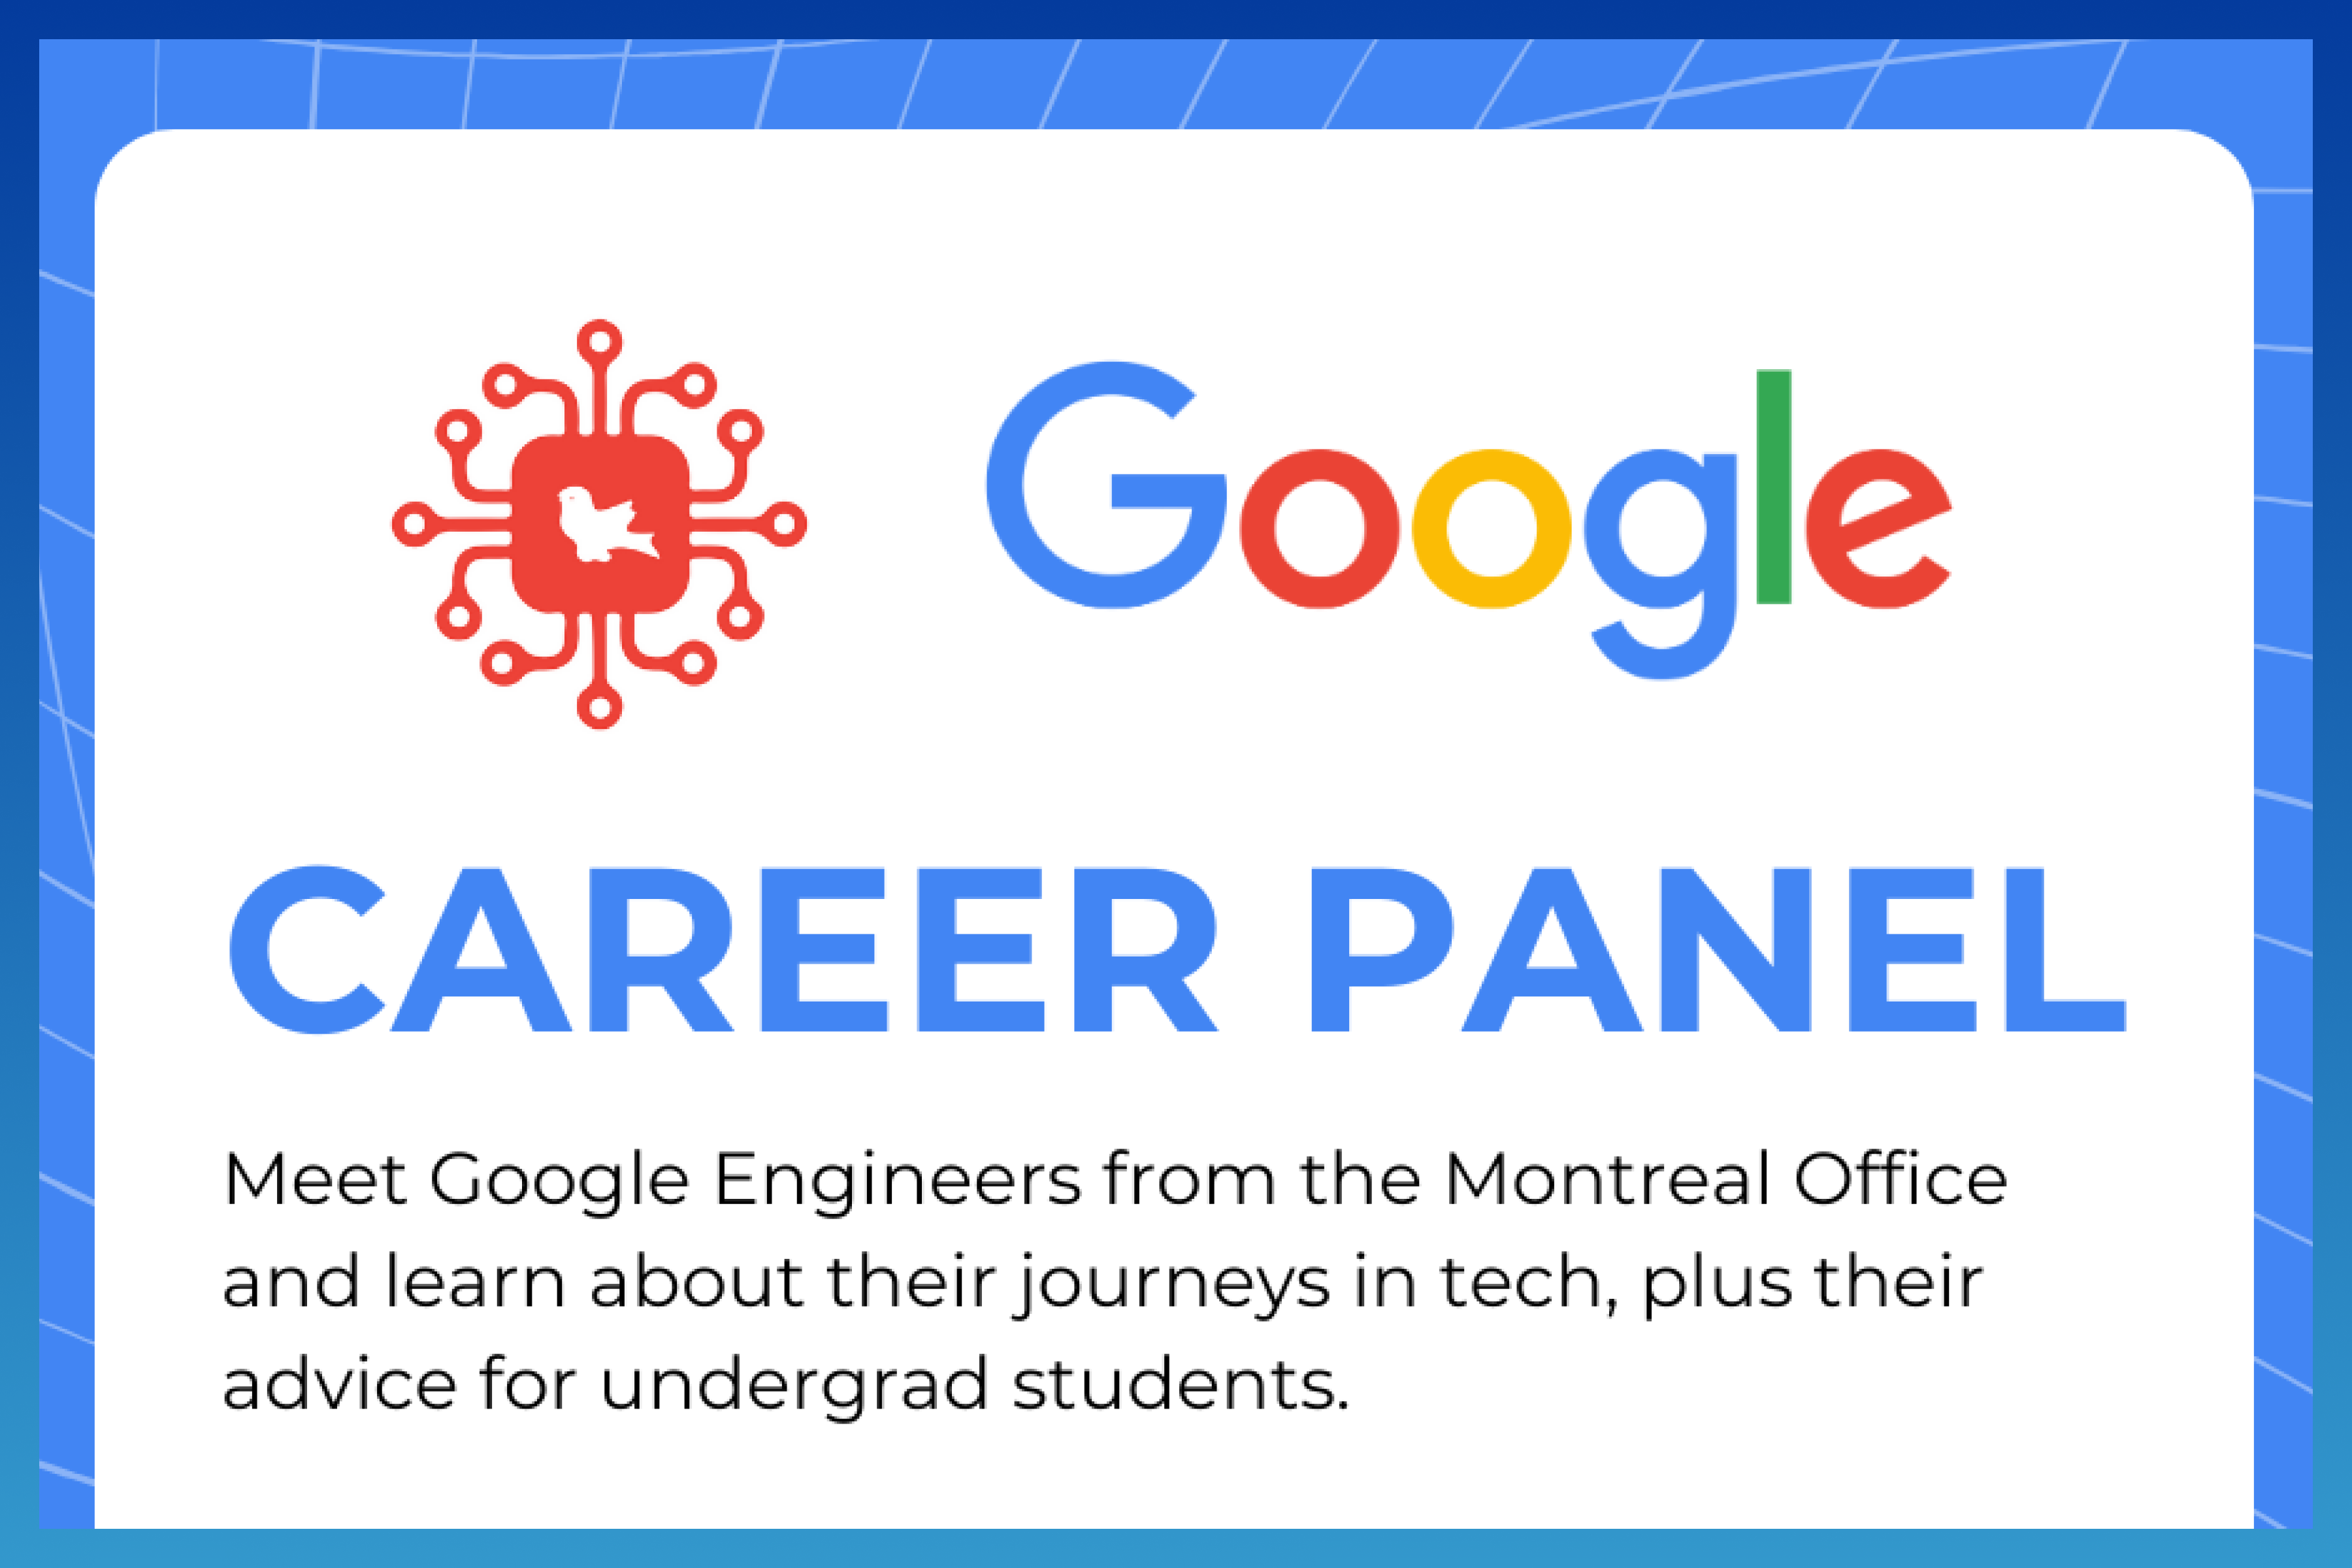 Google
CAREER PANEL
Meet Google Engineers from the Montreal Office
and learn about their journeys in tech, plus their
advice for undergrad students.